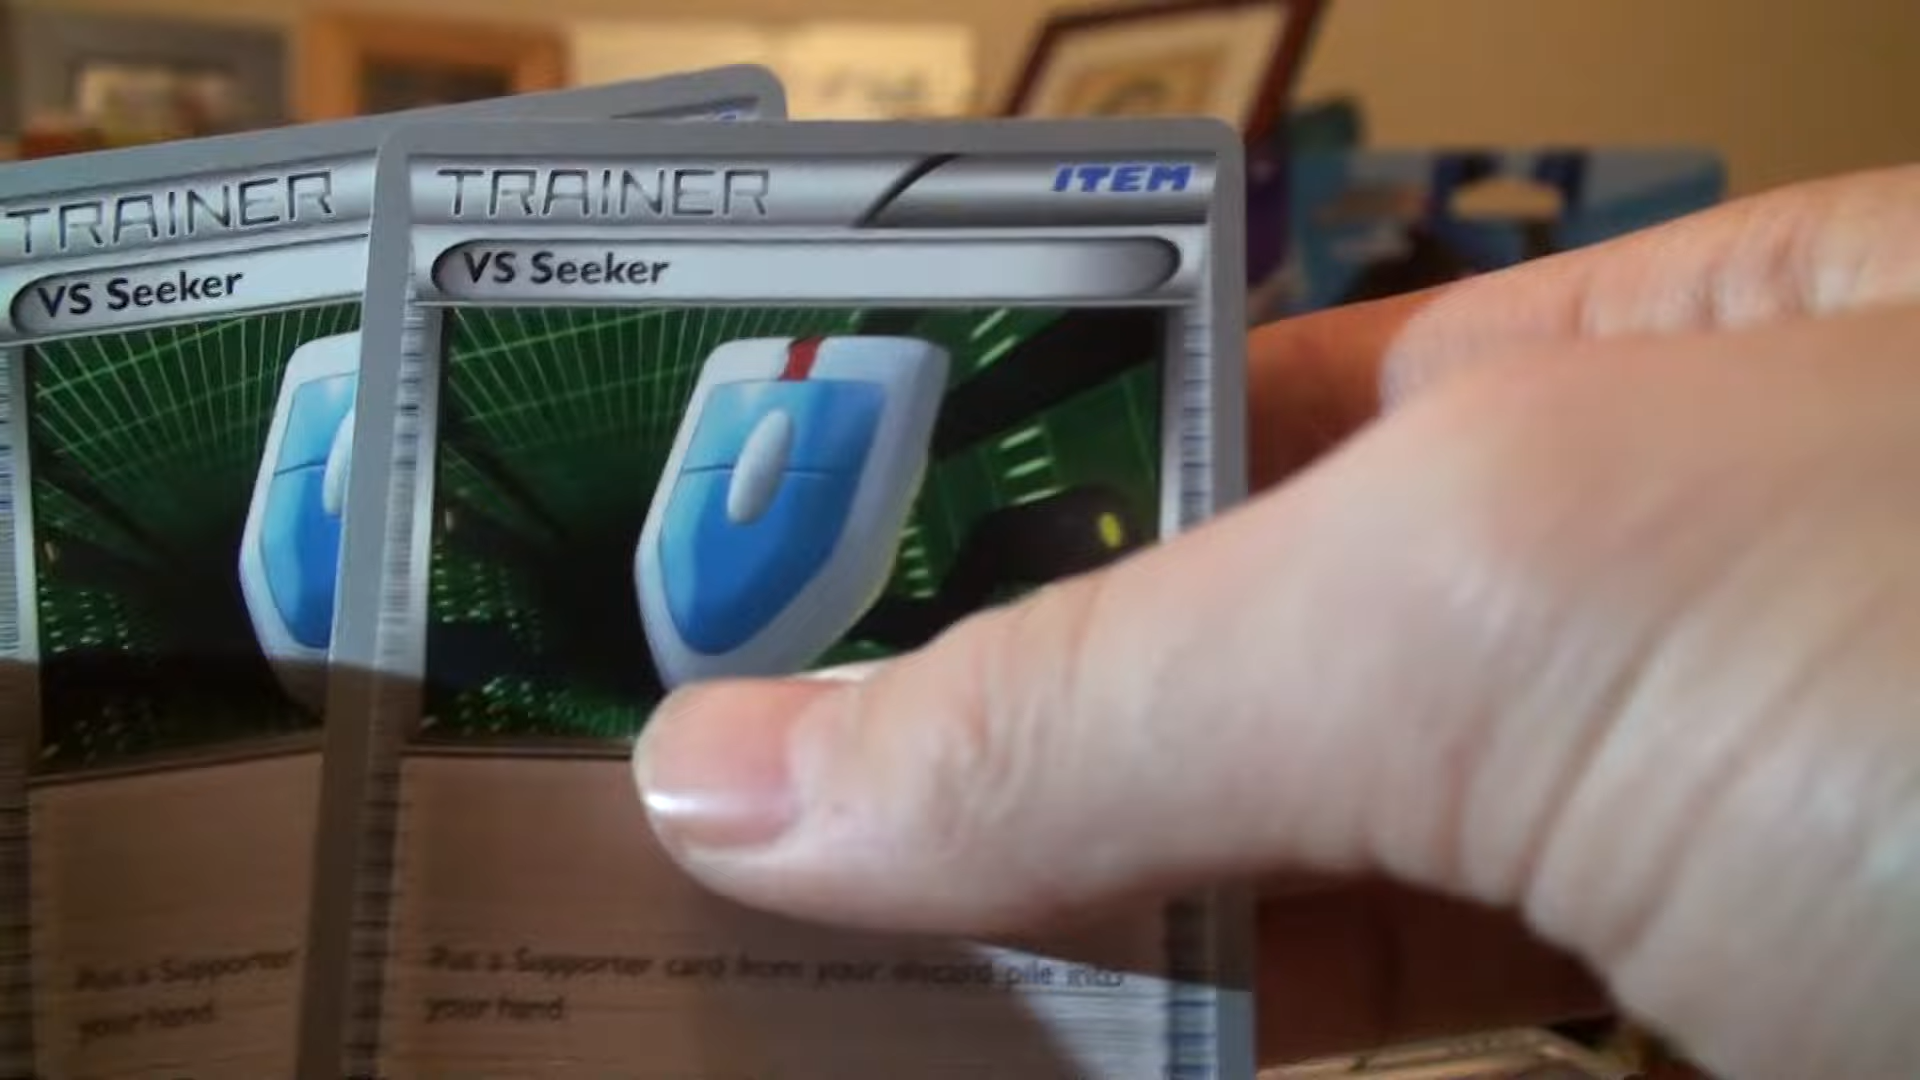 TRAINER
VS Seeker
Put a Supporter
your hand.
TRAINER ITEM
VS Seeker
Put a Supporter card from your discard pile into
your hand.